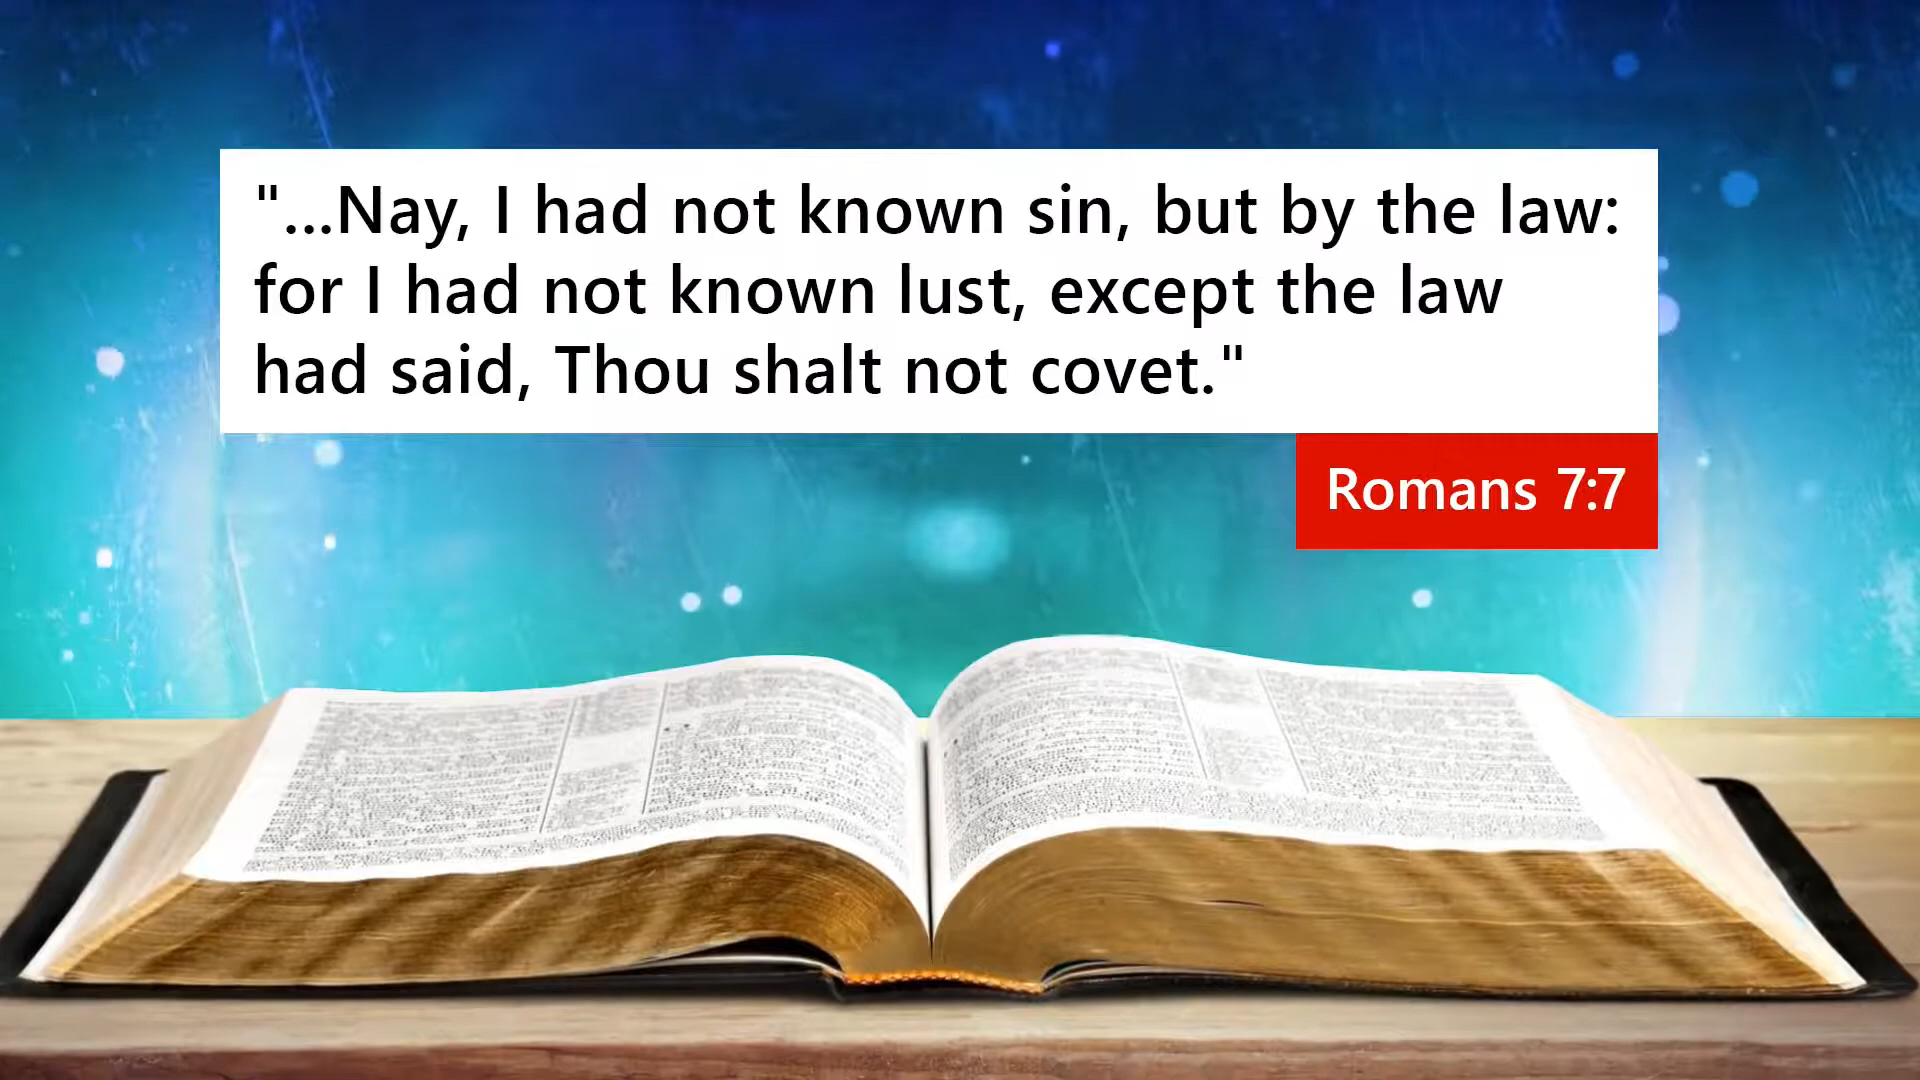 "...Nay, I had not known sin, but by the law:
for I had not known lust, except the law
had said, Thou shalt not covet."
Romans 7:7